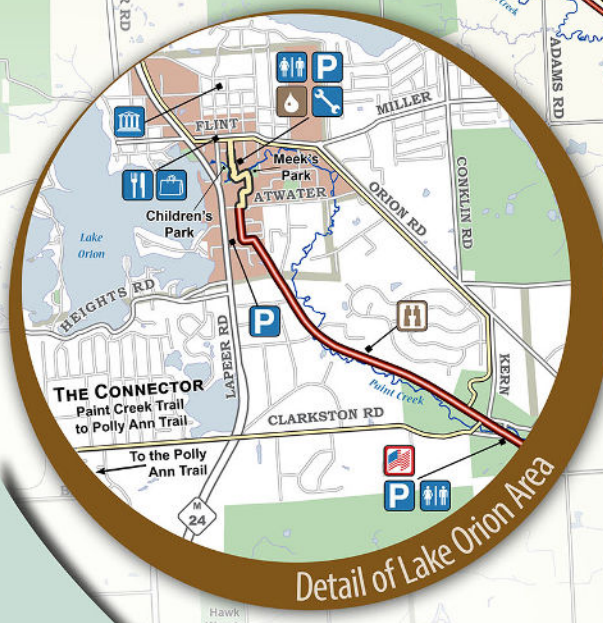 Creek
R RD
ADAMS RD
P
MILLER
FLINT
Meek's
Park
ATWATER
Children's
Park
ORION RD
CONKLIN RD
Lake
Orion
HEIGHTS RD
P
LAPEER RD
KERN
THE CONNECTOR
Paint Creek Trail
to Polly Ann Trail
Paint Creek
CLARKSTON RD
To the Polly
Ann Trail
P
M
24
Detail of Lake Orion Area
Hawk